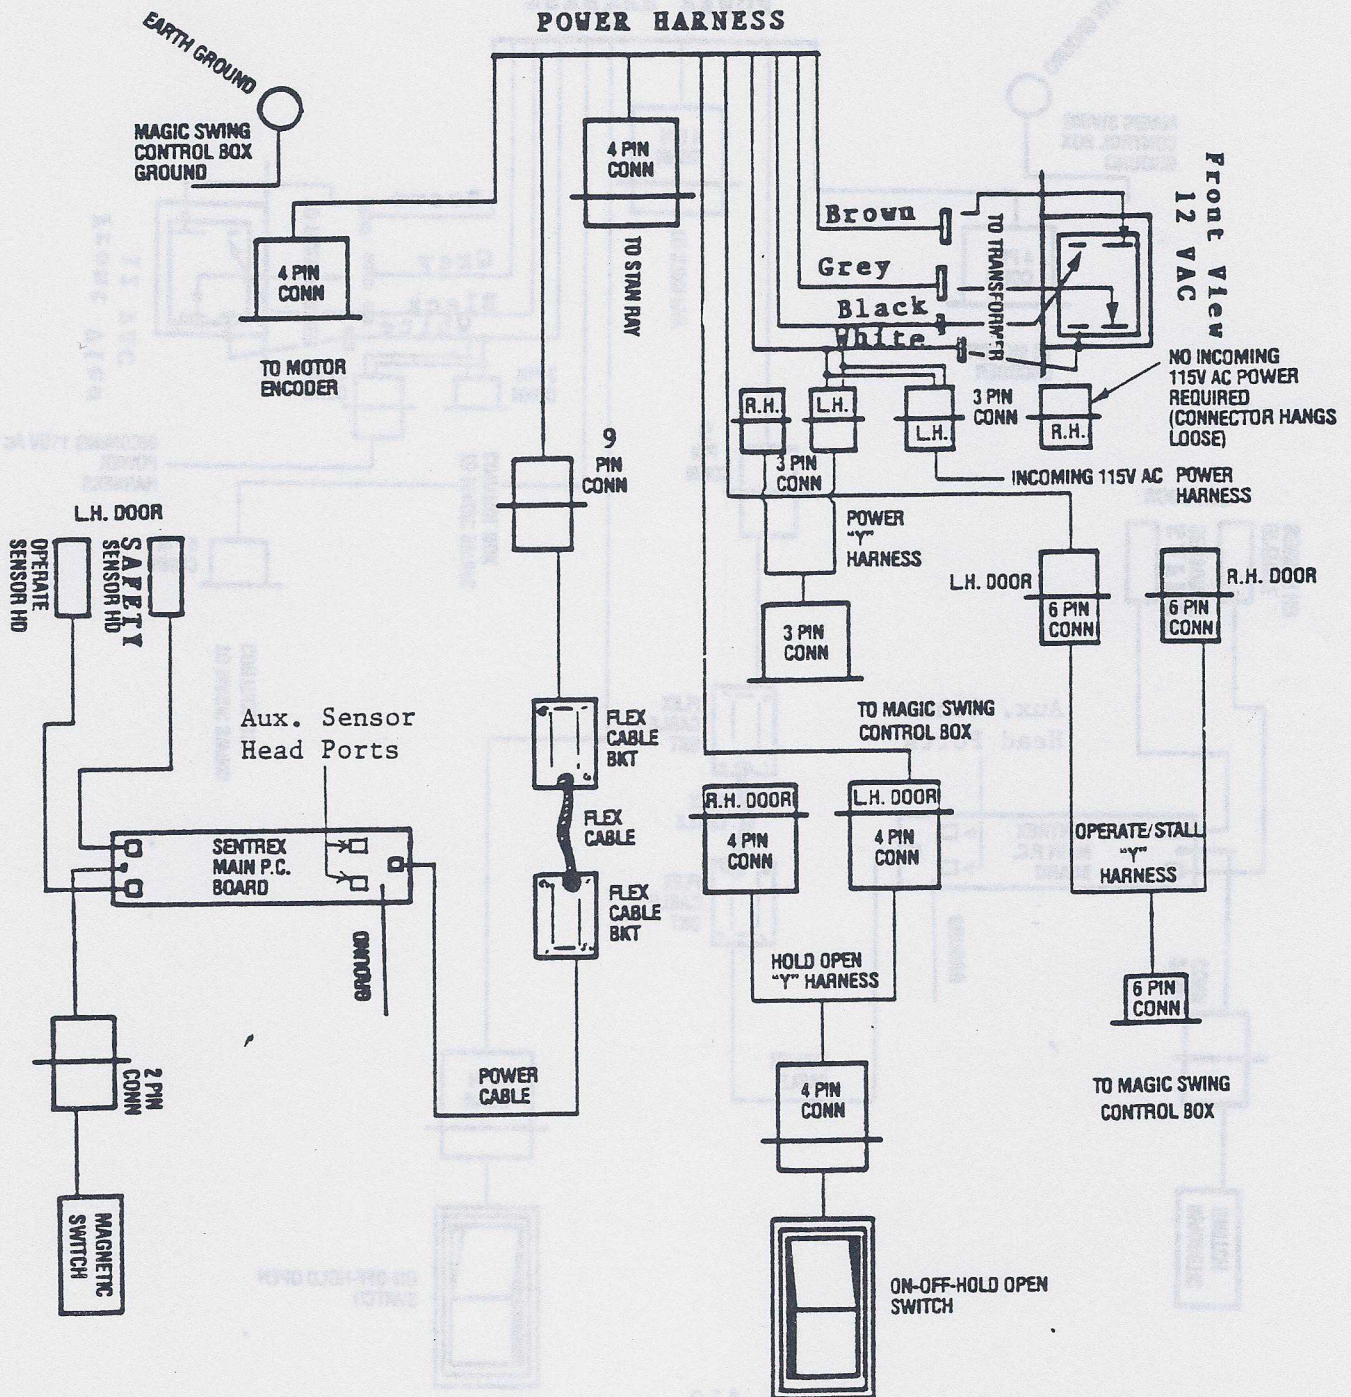 POWER HARNESS
EARTH GROUND
MAGIC SWING
CONTROL BOX
GROUND
4 PIN
CONN
TO MOTOR
ENCODER
4 PIN
CONN
TO STAN RAY
Brown
Grey
Black
White
TO TRANSFORMER
Front View
12 VAC
NO INCOMING
115V AC POWER
REQUIRED
(CONNECTOR HANGS
LOOSE)
R.H.
L.H.
L.H.
3 PIN
CONN
R.H.
3 PIN
CONN
INCOMING 115V AC POWER
HARNESS
9
PIN
CONN
POWER
"Y"
HARNESS
3 PIN
CONN
L.H. DOOR
6 PIN
CONN
R.H. DOOR
6 PIN
CONN
L.H. DOOR
OPERATE
SENSOR HD
SAFETY
SENSOR HD
Aux. Sensor
Head Ports
SENTREX
MAIN P.C.
BOARD
GROUND
FLEX
CABLE
BKT
FLEX
CABLE
FLEX
CABLE
BKT
TO MAGIC SWING
CONTROL BOX
R.H. DOOR
4 PIN
CONN
L.H. DOOR
4 PIN
CONN
OPERATE/STALL
"Y"
HARNESS
HOLD OPEN
"Y" HARNESS
6 PIN
CONN
TO MAGIC SWING
CONTROL BOX
2 PIN
CONN
POWER
CABLE
4 PIN
CONN
MAGNETIC
SWITCH
ON-OFF-HOLD OPEN
SWITCH